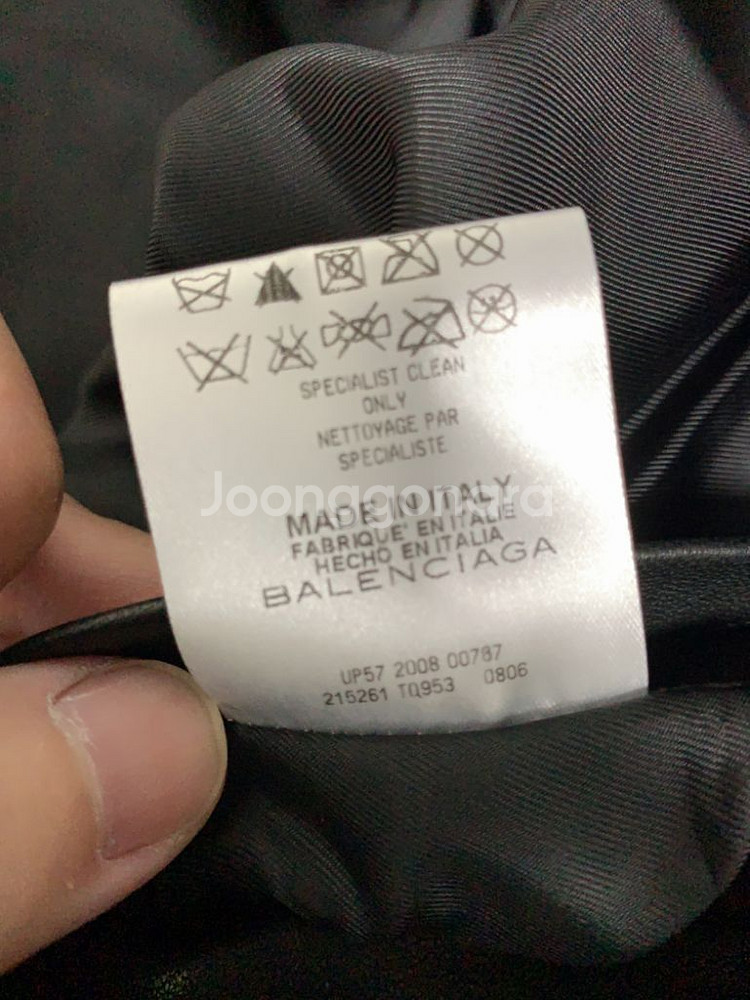 SPECIALIST CLEAN
ONLY
NETTOYAGE PAR
SPECIALISTE
Joonggonara
MADE IN ITALY
FABRIQUE' EN ITALIE
HECHO EN ITALIA
BALENCIAGA
UP57 2008 00787
215261 TQ953 0806